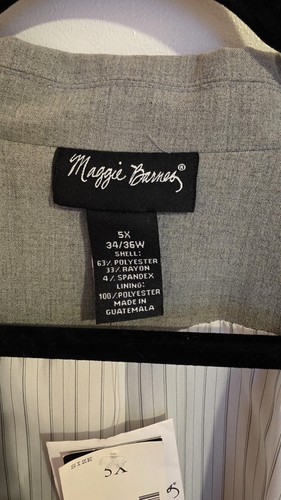 Maggie Barnes®
5X
34/36W
SHELL:
63% POLYESTER
33% RAYON
4% SPANDEX
LINING:
100% POLYESTER
MADE IN
GUATEMALA
SIZE
5X